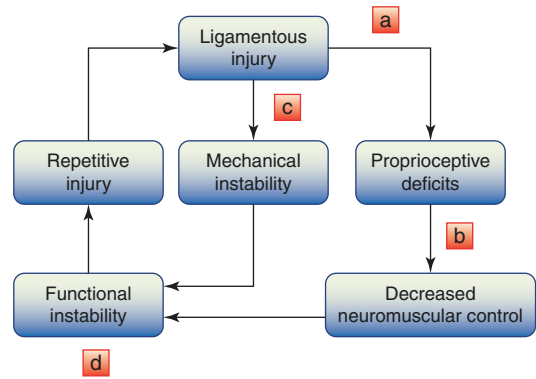 Ligamentous
injury
a
c
Repetitive
injury
Mechanical
instability
Proprioceptive
deficits
b
Functional
instability
Decreased
neuromuscular control
d